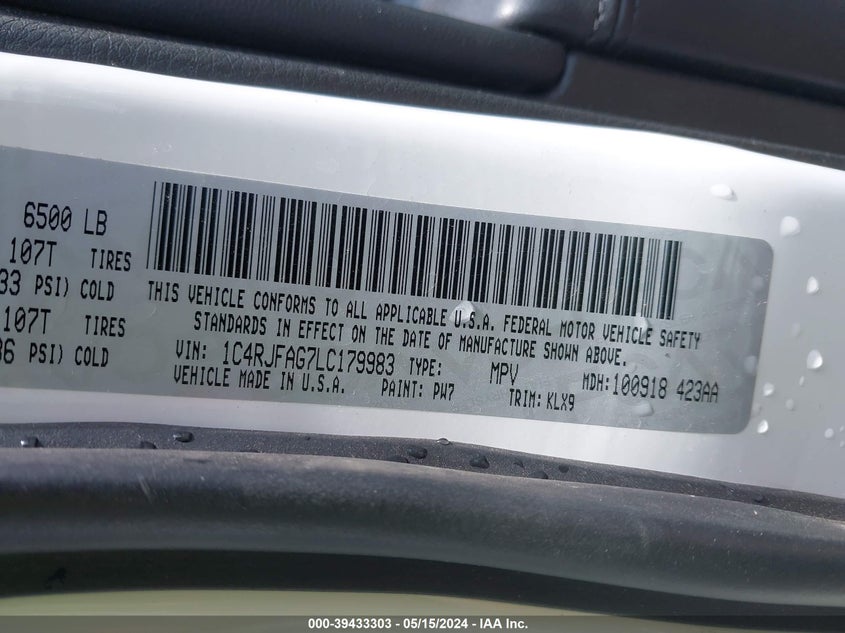 6500 LB
107T TIRES
33 PSI) COLD
107T TIRES
36 PSI) COLD
THIS VEHICLE CONFORMS TO ALL APPLICABLE U.S.A. FEDERAL MOTOR VEHICLE SAFETY
STANDARDS IN EFFECT ON THE DATE OF MANUFACTURE SHOWN ABOVE.
VIN: 1C4RJFAG7LC179983 TYPE: MPV MDH: 100918 423AA
VEHICLE MADE IN U.S.A. PAINT: PW7 TRIM: KLX9
000-39433303 - 05/15/2024 - IAA Inc.